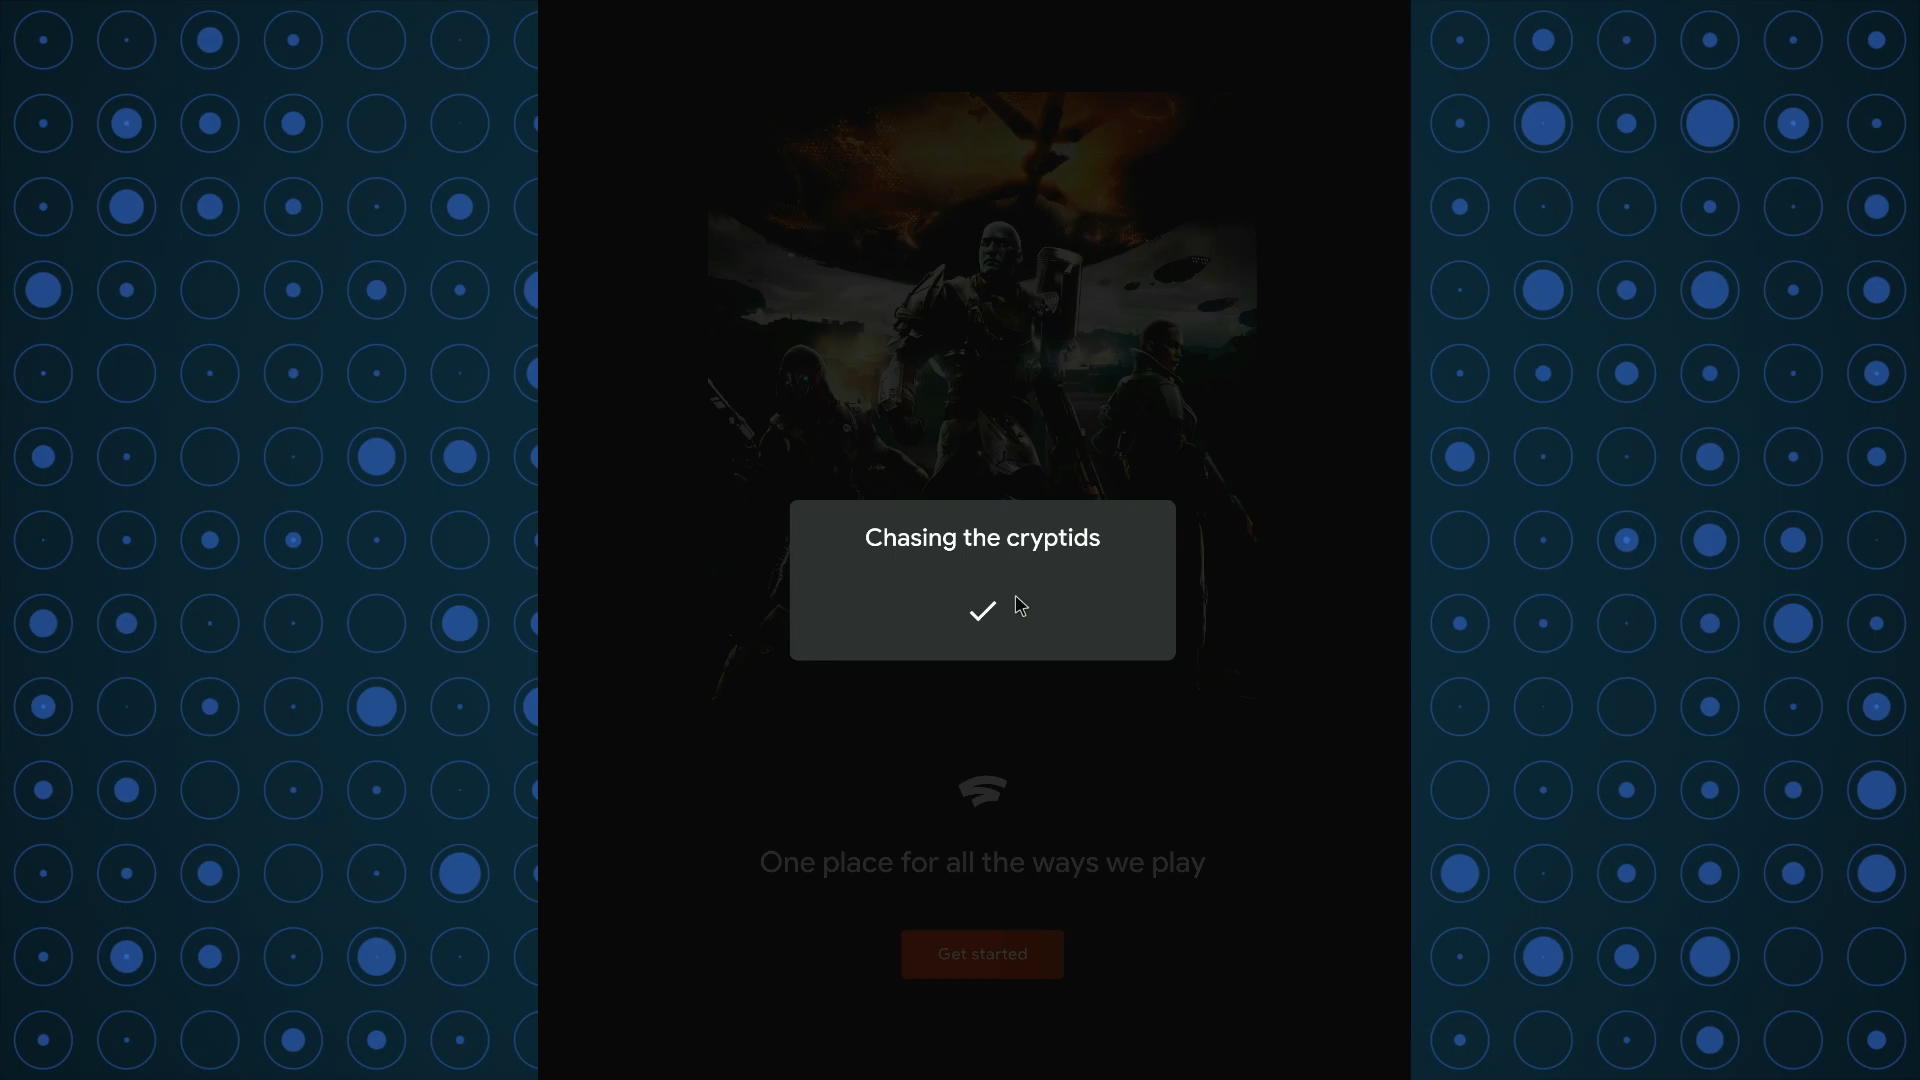 Chasing the cryptids
One place for all the ways we play
Get started